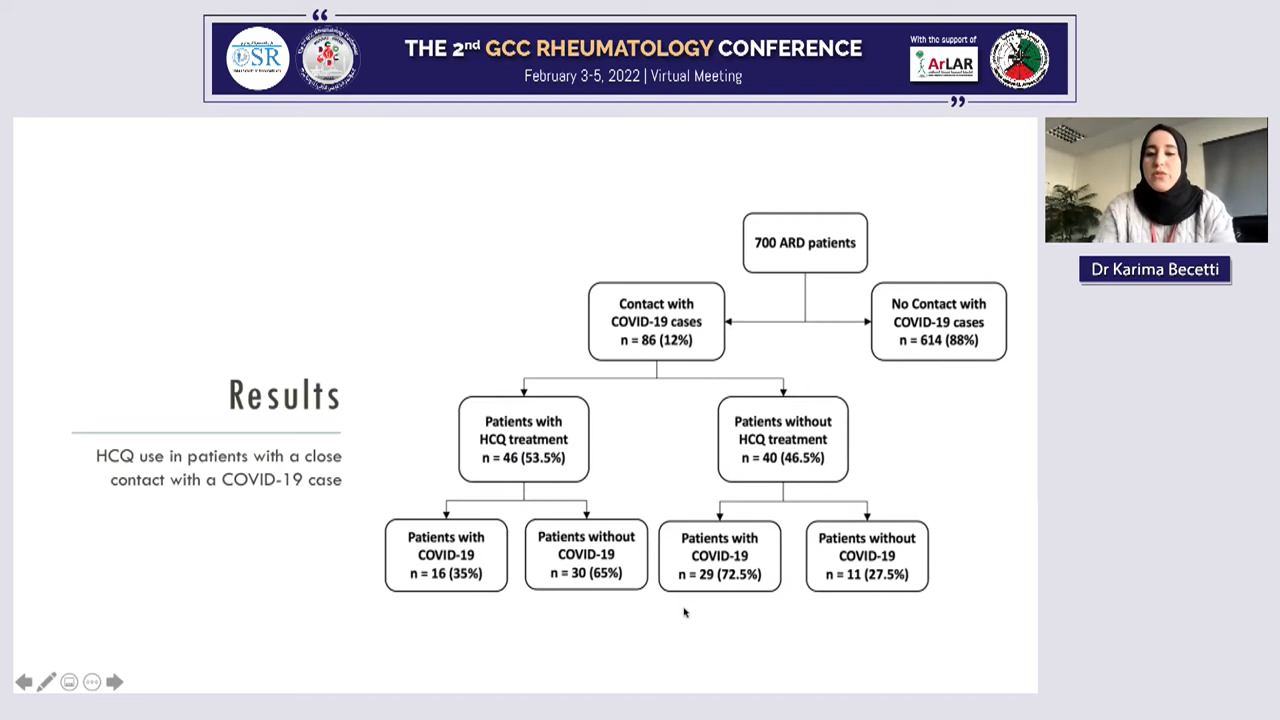 THE 2nd GCC RHEUMATOLOGY CONFERENCE
February 3-5, 2022 | Virtual Meeting
OSR
With the support of
ArLAR
Dr Karima Becetti
Results
HCQ use in patients with a close
contact with a COVID-19 case
700 ARD patients
Contact with
COVID-19 cases
n = 86 (12%)
No Contact with
COVID-19 cases
n = 614 (88%)
Patients with
HCQ treatment
n = 46 (53.5%)
Patients without
HCQ treatment
n = 40 (46.5%)
Patients with
COVID-19
n = 16 (35%)
Patients without
COVID-19
n = 30 (65%)
Patients with
COVID-19
n = 29 (72.5%)
Patients without
COVID-19
n = 11 (27.5%)